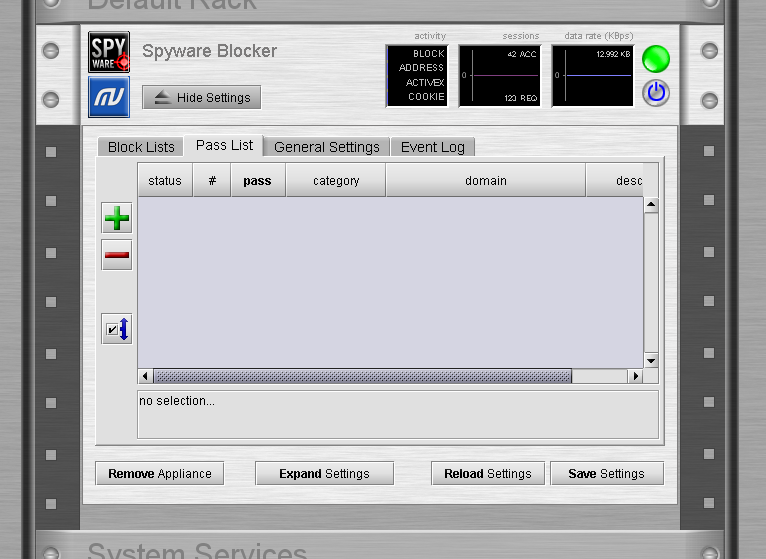 Default Rack
SPY
WARE
Spyware Blocker
Hide Settings
activity
BLOCK
ADDRESS
ACTIVEX
COOKIE
sessions
42 ACC
0
123 REQ
data rate (KBps)
12.992 KB
0
Block Lists
Pass List
General Settings
Event Log
status # pass category domain desc
no selection...
Remove Appliance
Expand Settings
Reload Settings
Save Settings
System Services